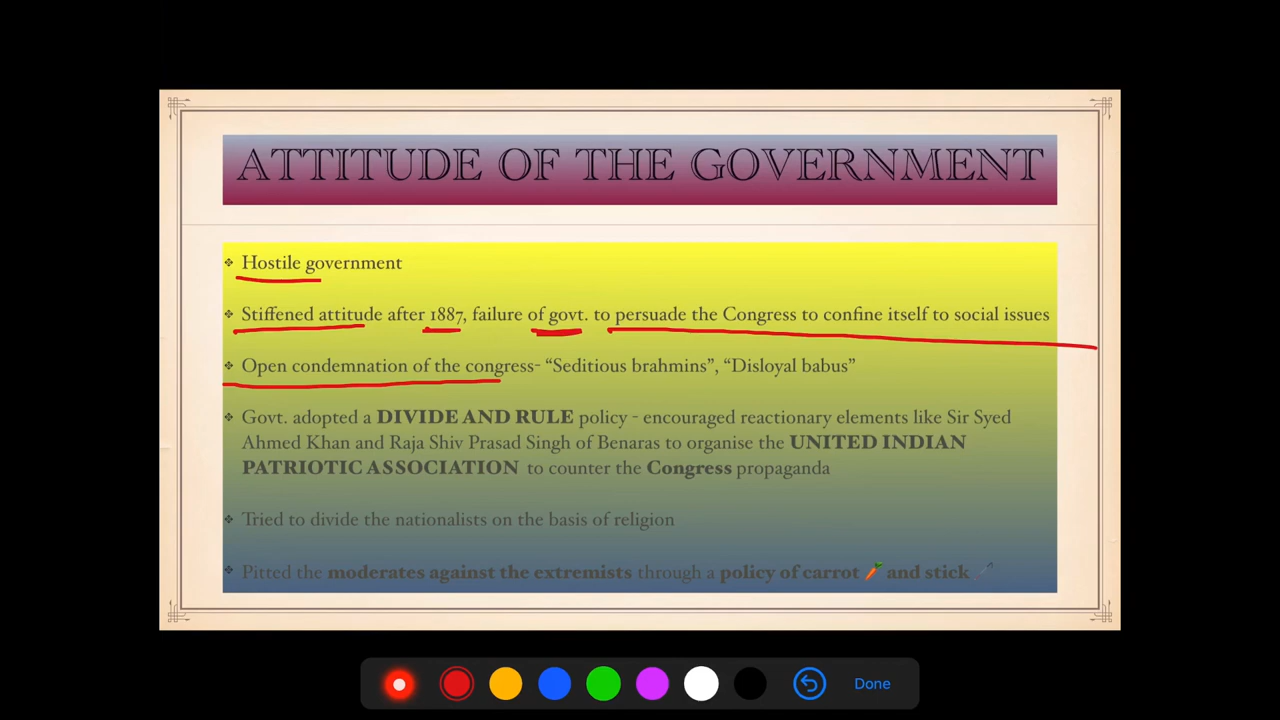 ATTITUDE OF THE GOVERNMENT
❖ Hostile government
❖ Stiffened attitude after 1887, failure of govt. to persuade the Congress to confine itself to social issues
❖ Open condemnation of the congress- “Seditious brahmins”, “Disloyal babus”
❖ Govt. adopted a DIVIDE AND RULE policy - encouraged reactionary elements like Sir Syed
Ahmed Khan and Raja Shiv Prasad Singh of Benaras to organise the UNITED INDIAN
PATRIOTIC ASSOCIATION to counter the Congress propaganda
❖ Tried to divide the nationalists on the basis of religion
❖ Pitted the moderates against the extremists through a policy of carrot 🥕 and stick
Done